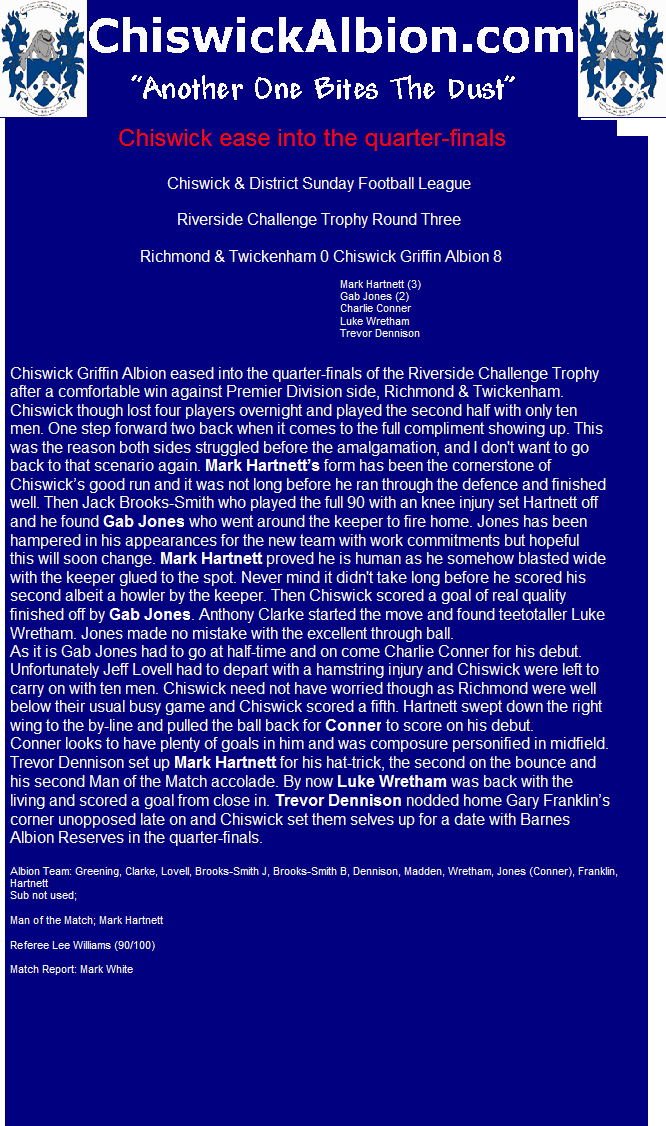 ChiswickAlbion.com
"Another One Bites The Dust"
Chiswick ease into the quarter-finals
Chiswick & District Sunday Football League
Riverside Challenge Trophy Round Three
Richmond & Twickenham 0 Chiswick Griffin Albion 8
Mark Hartnett (3)
Gab Jones (2)
Charlie Conner
Luke Wretham
Trevor Dennison
Chiswick Griffin Albion eased into the quarter-finals of the Riverside Challenge Trophy
after a comfortable win against Premier Division side, Richmond & Twickenham.
Chiswick though lost four players overnight and played the second half with only ten
men. One step forward two back when it comes to the full compliment showing up. This
was the reason both sides struggled before the amalgamation, and I don't want to go
back to that scenario again. Mark Hartnett’s form has been the cornerstone of
Chiswick’s good run and it was not long before he ran through the defence and finished
well. Then Jack Brooks-Smith who played the full 90 with an knee injury set Hartnett off
and he found Gab Jones who went around the keeper to fire home. Jones has been
hampered in his appearances for the new team with work commitments but hopeful
this will soon change. Mark Hartnett proved he is human as he somehow blasted wide
with the keeper glued to the spot. Never mind it didn't take long before he scored his
second albeit a howler by the keeper. Then Chiswick scored a goal of real quality
finished off by Gab Jones. Anthony Clarke started the move and found teetotaller Luke
Wretham. Jones made no mistake with the excellent through ball.
As it is Gab Jones had to go at half-time and on come Charlie Conner for his debut.
Unfortunately Jeff Lovell had to depart with a hamstring injury and Chiswick were left to
carry on with ten men. Chiswick need not have worried though as Richmond were well
below their usual busy game and Chiswick scored a fifth. Hartnett swept down the right
wing to the by-line and pulled the ball back for Conner to score on his debut.
Conner looks to have plenty of goals in him and was composure personified in midfield.
Trevor Dennison set up Mark Hartnett for his hat-trick, the second on the bounce and
his second Man of the Match accolade. By now Luke Wretham was back with the
living and scored a goal from close in. Trevor Dennison nodded home Gary Franklin’s
corner unopposed late on and Chiswick set them selves up for a date with Barnes
Albion Reserves in the quarter-finals.
Albion Team: Greening, Clarke, Lovell, Brooks-Smith J, Brooks-Smith B, Dennison, Madden, Wretham, Jones (Conner), Franklin,
Hartnett
Sub not used;
Man of the Match; Mark Hartnett
Referee Lee Williams (90/100)
Match Report: Mark White